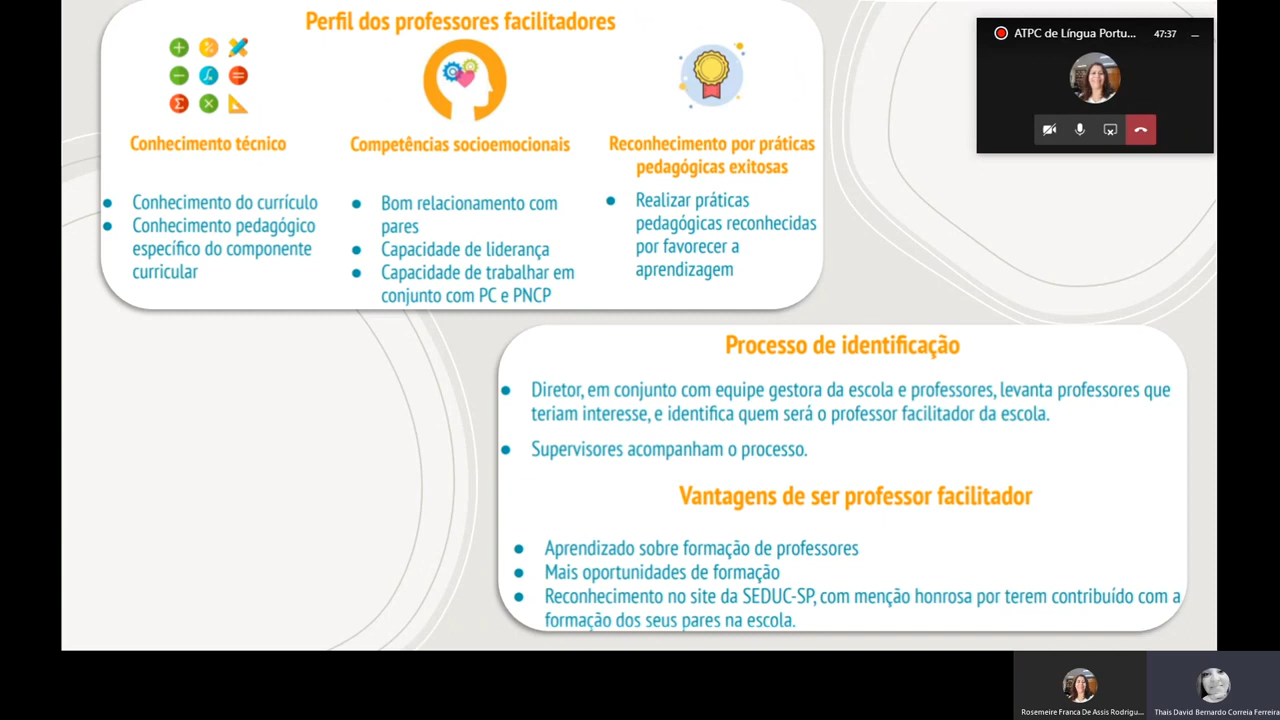 Perfil dos professores facilitadores
Conhecimento técnico
Conhecimento do currículo
Conhecimento pedagógico
específico do componente
curricular
Competências socioemocionais
Bom relacionamento com
pares
Capacidade de liderança
Capacidade de trabalhar em
conjunto com PC e PNCP
Reconhecimento por práticas
pedagógicas exitosas
Realizar práticas
pedagógicas reconhecidas
por favorecer a
aprendizagem
ATPC de Língua Portu... 47:37
Processo de identificação
Diretor, em conjunto com equipe gestora da escola e professores, levanta professores que
teriam interesse, e identifica quem será o professor facilitador da escola.
Supervisores acompanham o processo.
Vantagens de ser professor facilitador
Aprendizado sobre formação de professores
Mais oportunidades de formação
Reconhecimento no site da SEDUC-SP, com menção honrosa por terem contribuído com a
formação dos seus pares na escola.
Rosemeire Franca De Assis Rodrigu...
Thais David Bernardo Correia Ferreira